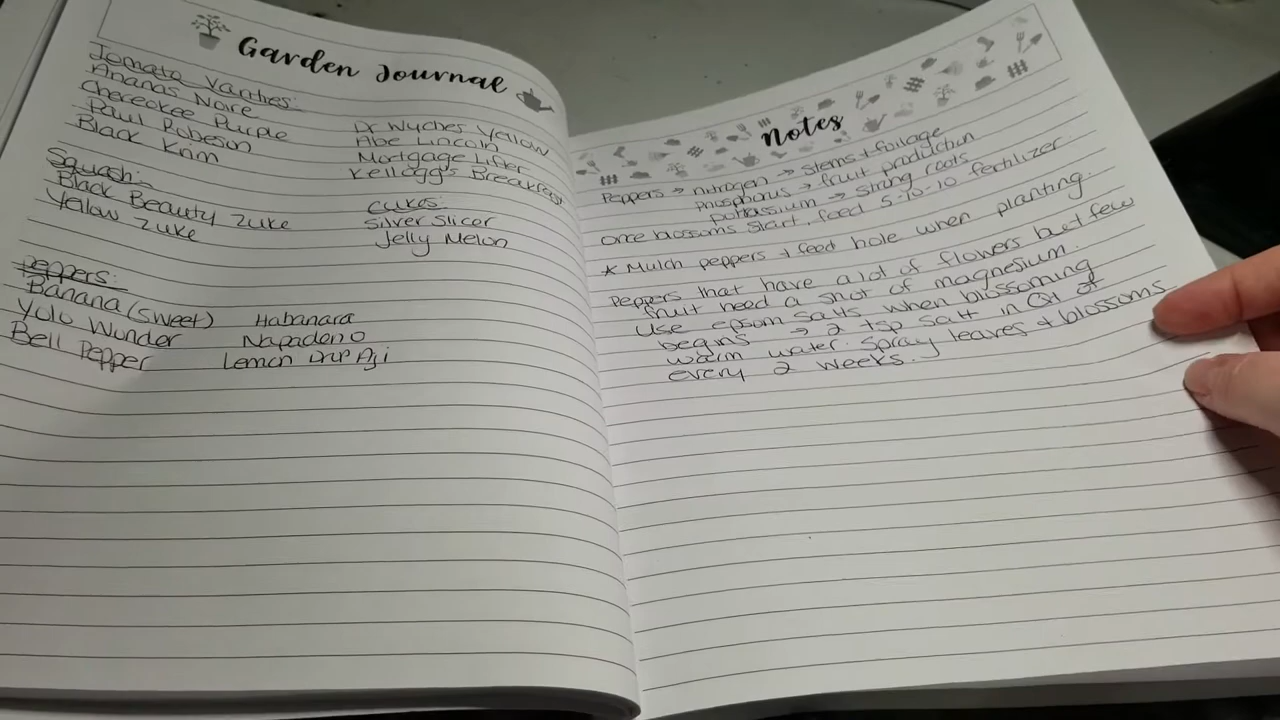 Garden Journal
Tomato Varities:
Ananas Noire
Chereokee Purple
Paul Robeson
Black Krim
Dr Wyches Yellow
Abe Lincoln
Mortgage Lifter
Kellogg's Breakfast
Squash:
Black Beauty Zuke
Yellow Zuke
Cukes:
Silver Slicer
Jelly Melon
Peppers:
Banana (sweet)
Yolo Wunder
Bell Pepper
Habanara
Napadeno
Lemon Drip Aji
Notes
Peppers → nitrogen → stems + foilage
phosphorus → fruit production
pottassium → strong roots
once blossoms start, feed 5-10-10 fertilizer
* Mulch peppers + feed hole when planting.
Peppers that have a lot of flowers but few
fruit need a shot of magnesium.
Use epsom salts when blossoming
begins → 2 tsp salt in Qt of
warm water. Spray leaves + blossoms
every 2 weeks.